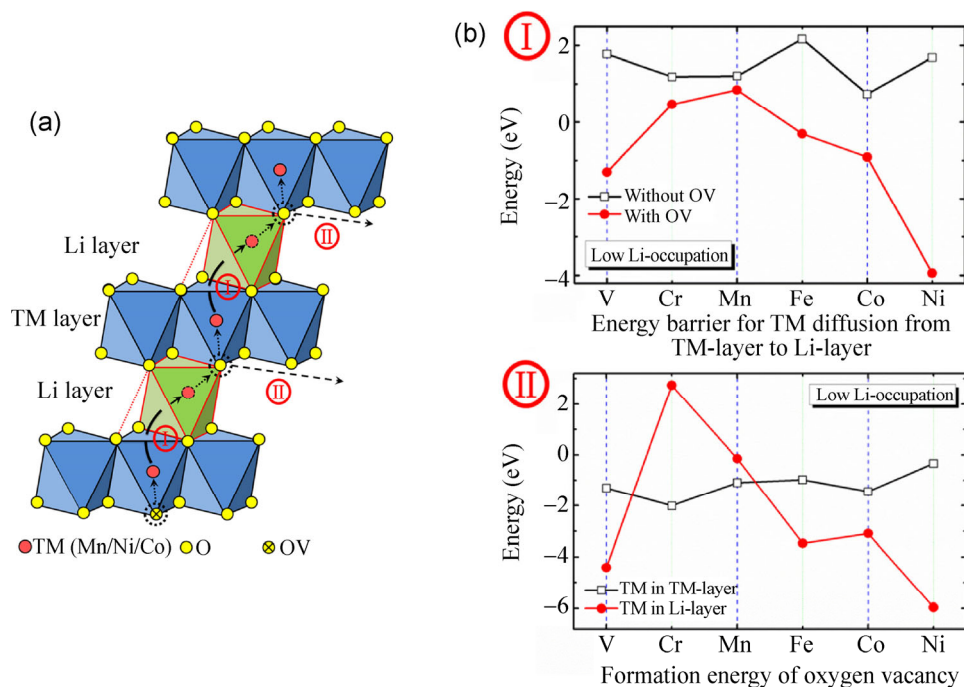 (a)
Li layer
TM layer
Li layer
Ⅱ
Ⅰ
Ⅱ
Ⅰ
TM (Mn/Ni/Co) O OV
(b)
Ⅰ
2
0
−2
−4
Energy (eV)
Without OV
With OV
Low Li-occupation
V Cr Mn Fe Co Ni
Energy barrier for TM diffusion from
TM-layer to Li-layer
Ⅱ
2
0
−2
−4
−6
Energy (eV)
Low Li-occupation
TM in TM-layer
TM in Li-layer
V Cr Mn Fe Co Ni
Formation energy of oxygen vacancy